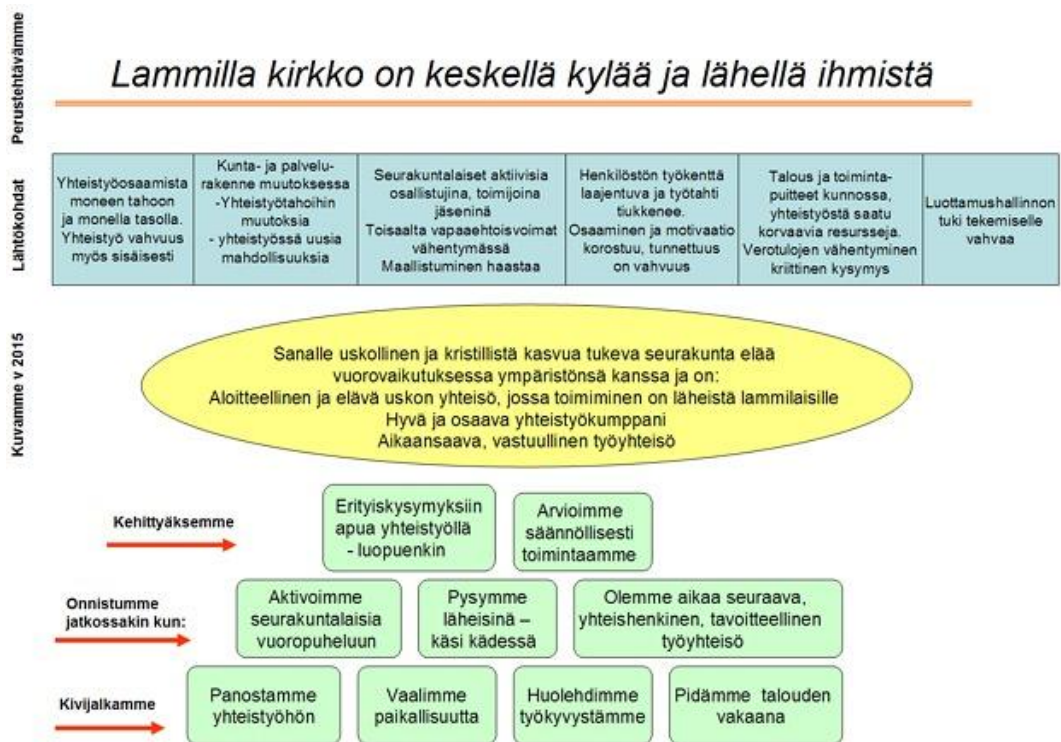 Perustehtävämme
Lammilla kirkko on keskellä kylää ja lähellä ihmistä
Lähtökohdat
Yhteistyöosaamista
moneen tahoon
ja monella tasolla.
Yhteistyö vahvuus
myös sisäisesti
Kunta- ja palvelu-
rakenne muutoksessa
-Yhteistyötahoihin
muutoksia
- yhteistyössä uusia
mahdollisuuksia
Seurakuntalaiset aktiivisia
osallistujina, toimijoina
jäseninä
Toisaalta vapaaehtoisvoimat
vähentymässä
Maallistuminen haastaa
Henkilöstön työkenttä
laajentuva ja työtahti
tiukkenee.
Osaaminen ja motivaatio
korostuu, tunnettuus
on vahvuus
Talous ja toiminta-
puitteet kunnossa,
yhteistyöstä saatu
korvaavia resursseja.
Verotulojen vähentyminen
kriittinen kysymys
Luottamushallinnon
tuki tekemiselle
vahvaa
Kuvamme v 2015
Sanalle uskollinen ja kristillistä kasvua tukeva seurakunta elää
vuorovaikutuksessa ympäristönsä kanssa ja on:
Aloitteellinen ja elävä uskon yhteisö, jossa toimiminen on läheistä lammilaisille
Hyvä ja osaava yhteistyökumppani
Aikaansaava, vastuullinen työyhteisö
Kehittyäksemme
Erityiskysymyksiin
apua yhteistyöllä
- luopuenkin
Arvioimme
säännöllisesti
toimintaamme
Onnistumme
jatkossakin kun:
Aktivoimme
seurakuntalaisia
vuoropuheluun
Pysymme
läheisinä –
käsi kädessä
Olemme aikaa seuraava,
yhteishenkinen, tavoitteellinen
työyhteisö
Kivijalkamme
Panostamme
yhteistyöhön
Vaalimme
paikallisuutta
Huolehdimme
työkyvystämme
Pidämme talouden
vakaana